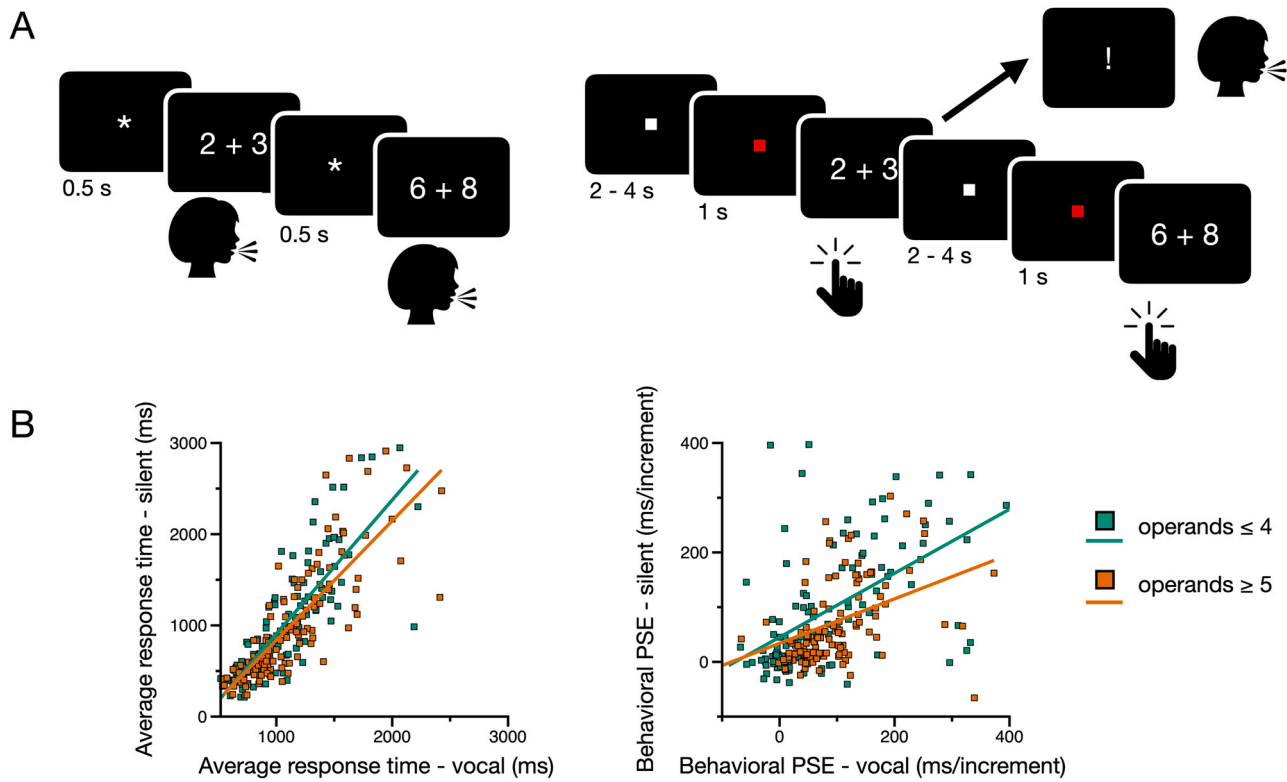 A
*
0.5 s
2 + 3
*
0.5 s
6 + 8
2 - 4 s
1 s
2 + 3
!
2 - 4 s
1 s
6 + 8
B
Average response time - silent (ms)
3000
2000
1000
0
1000
2000
3000
Average response time - vocal (ms)
Behavioral PSE - silent (ms/increment)
400
200
0
0
200
400
Behavioral PSE - vocal (ms/increment)
operands ≤ 4
operands ≥ 5